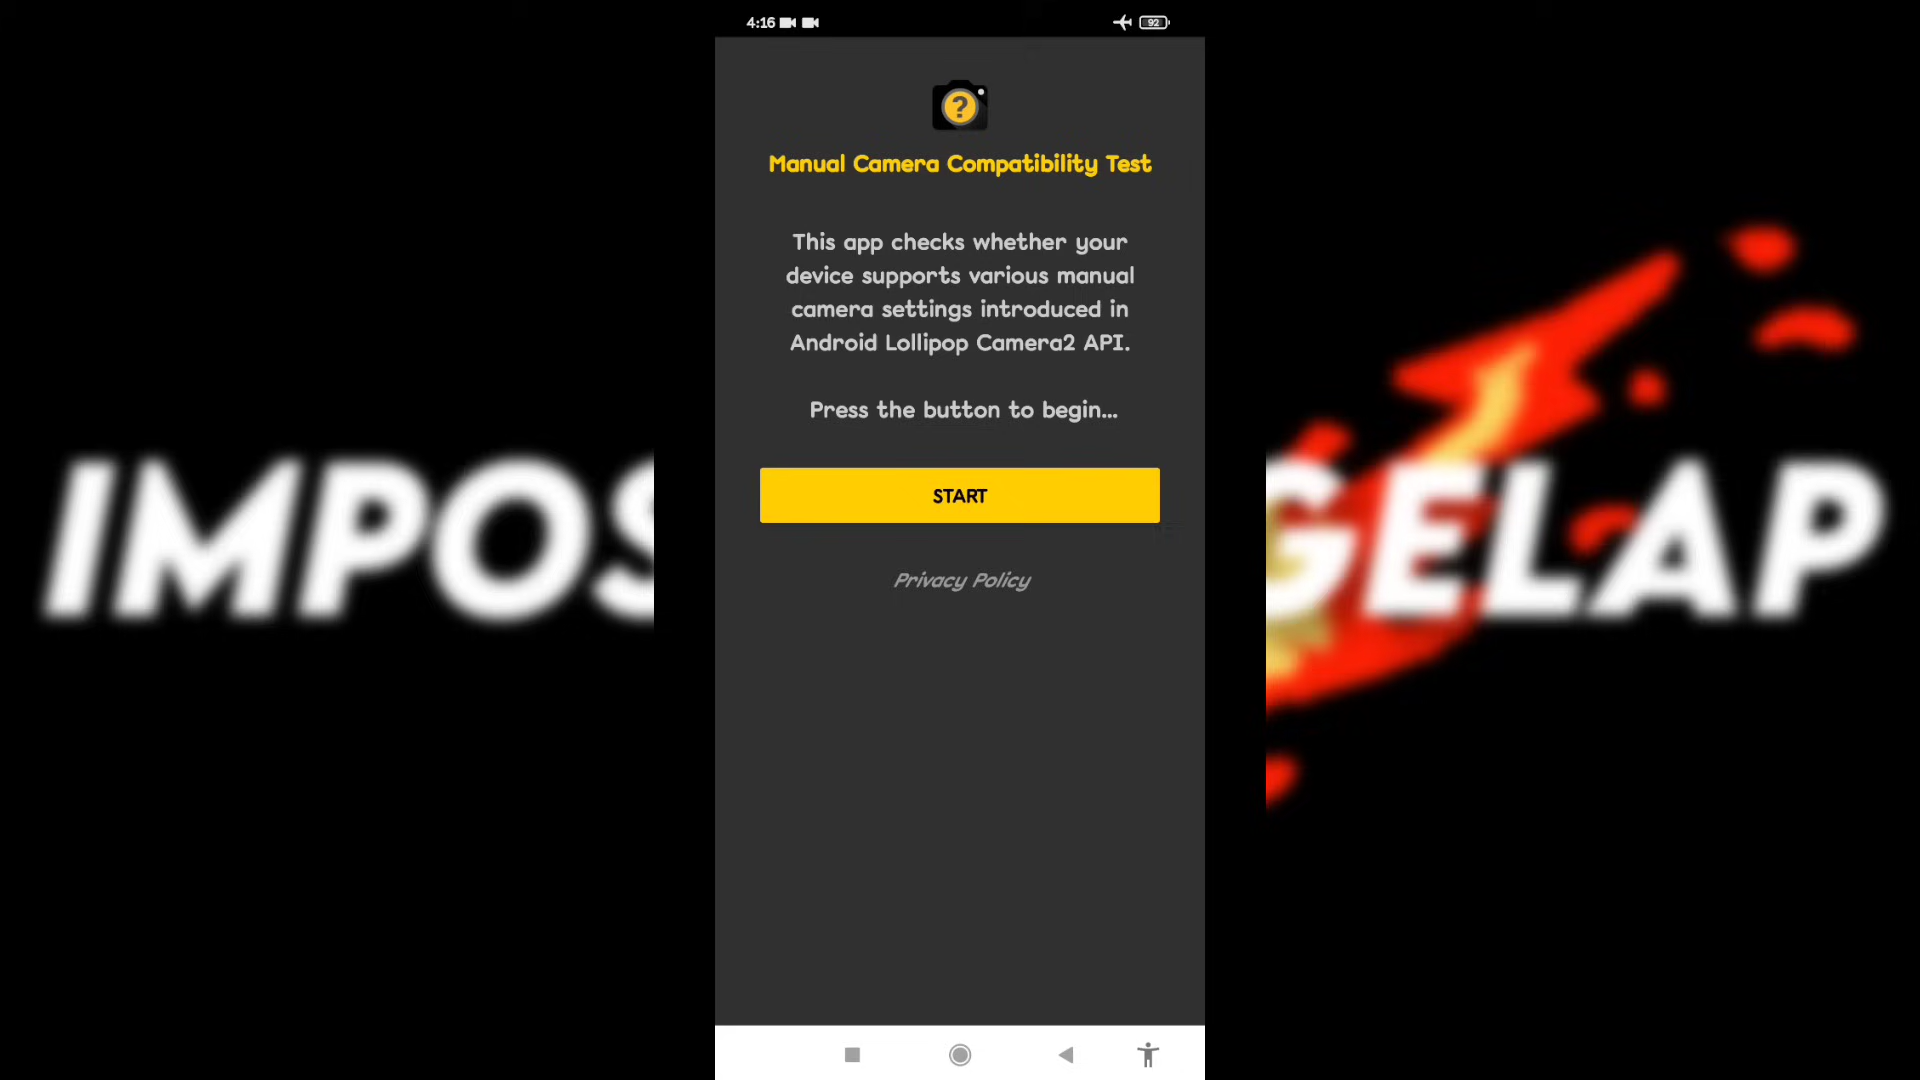 4:16
92
?
Manual Camera Compatibility Test
This app checks whether your
device supports various manual
camera settings introduced in
Android Lollipop Camera2 API.
Press the button to begin...
START
Privacy Policy
IMPOS
GELAP